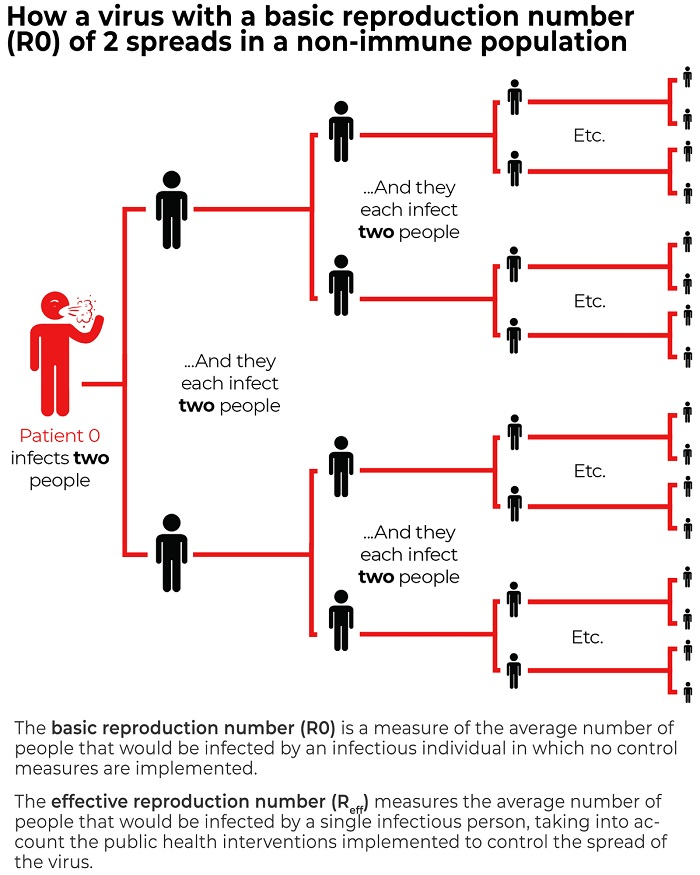 How a virus with a basic reproduction number
(R0) of 2 spreads in a non-immune population
Etc.
...And they
each infect
two people
Etc.
...And they
each infect
two people
Patient 0
infects two
people
Etc.
...And they
each infect
two people
Etc.
The basic reproduction number (R0) is a measure of the average number of
people that would be infected by an infectious individual in which no control
measures are implemented.
The effective reproduction number (Reff) measures the average number of
people that would be infected by a single infectious person, taking into ac-
count the public health interventions implemented to control the spread of
the virus.